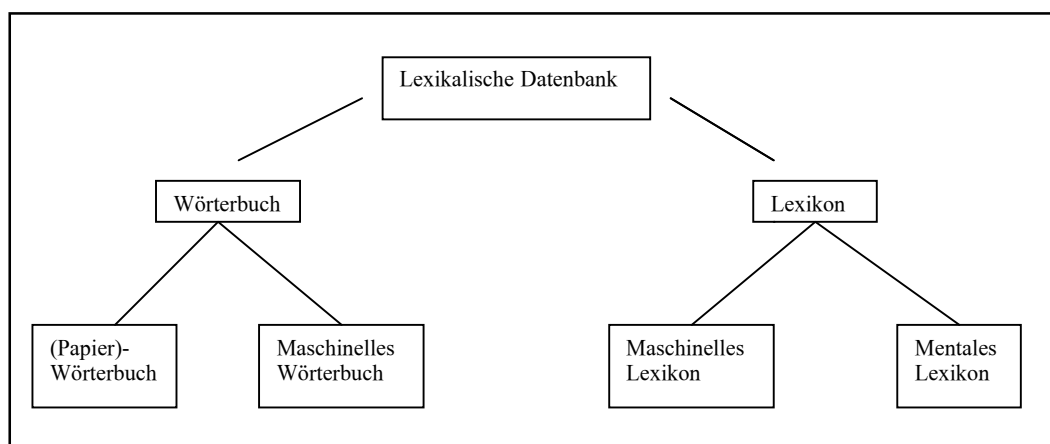 Lexikalische Datenbank
Wörterbuch
Lexikon
(Papier)-
Wörterbuch
Maschinelles
Wörterbuch
Maschinelles
Lexikon
Mentales
Lexikon